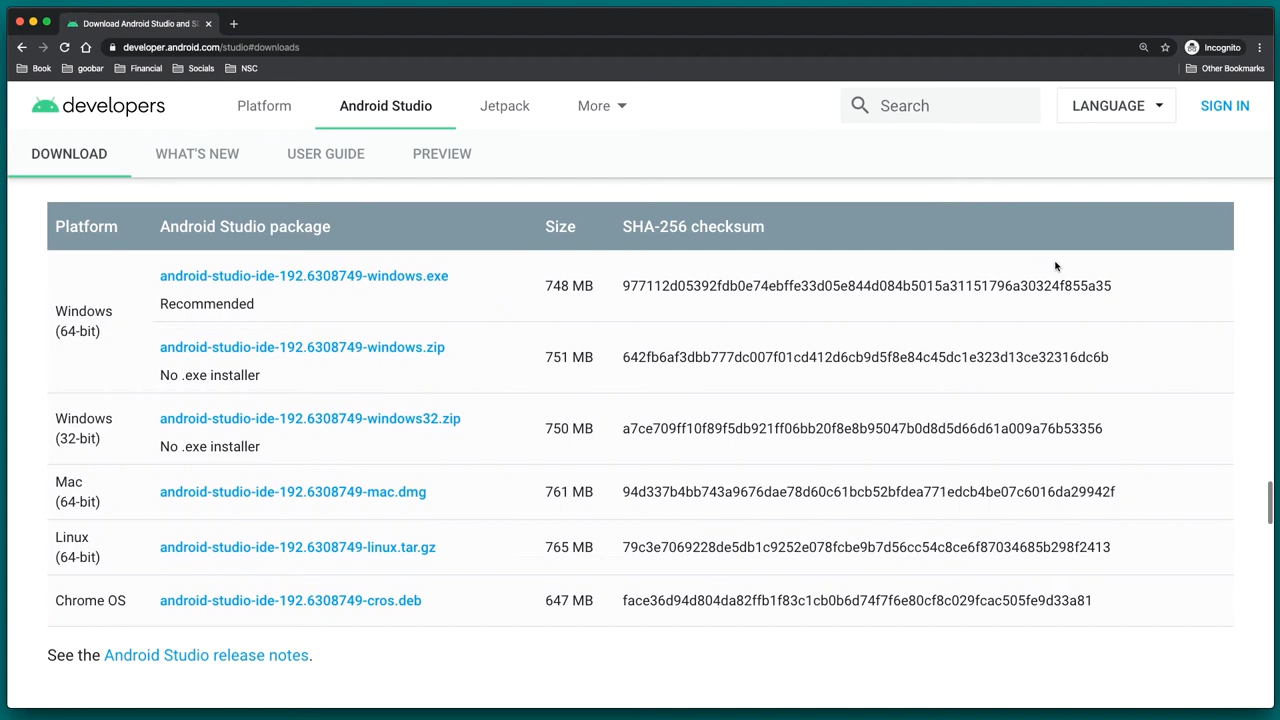 Download Android Studio and S
developer.android.com/studio#downloads
Incognito
Book goobar Financial Socials NSC Other Bookmarks
developers Platform Android Studio Jetpack More Search LANGUAGE SIGN IN
DOWNLOAD WHAT'S NEW USER GUIDE PREVIEW
Platform Android Studio package Size SHA-256 checksum
Windows
(64-bit)
android-studio-ide-192.6308749-windows.exe
Recommended
748 MB
977112d05392fdb0e74ebffe33d05e844d084b5015a31151796a30324f855a35
android-studio-ide-192.6308749-windows.zip
No .exe installer
751 MB
642fb6af3dbb777dc007f01cd412d6cb9d5f8e84c45dc1e323d13ce32316dc6b
Windows
(32-bit)
android-studio-ide-192.6308749-windows32.zip
No .exe installer
750 MB
a7ce709ff10f89f5db921ff06bb20f8e8b95047b0d8d5d66d61a009a76b53356
Mac
(64-bit)
android-studio-ide-192.6308749-mac.dmg
761 MB
94d337b4bb743a9676dae78d60c61bcb52bfdea771edcb4be07c6016da29942f
Linux
(64-bit)
android-studio-ide-192.6308749-linux.tar.gz
765 MB
79c3e7069228de5db1c9252e078fcbe9b7d56cc54c8ce6f87034685b298f2413
Chrome OS
android-studio-ide-192.6308749-cros.deb
647 MB
face36d94d804da82ffb1f83c1cb0b6d74f7f6e80cf8c029fcac505fe9d33a81
See the Android Studio release notes.